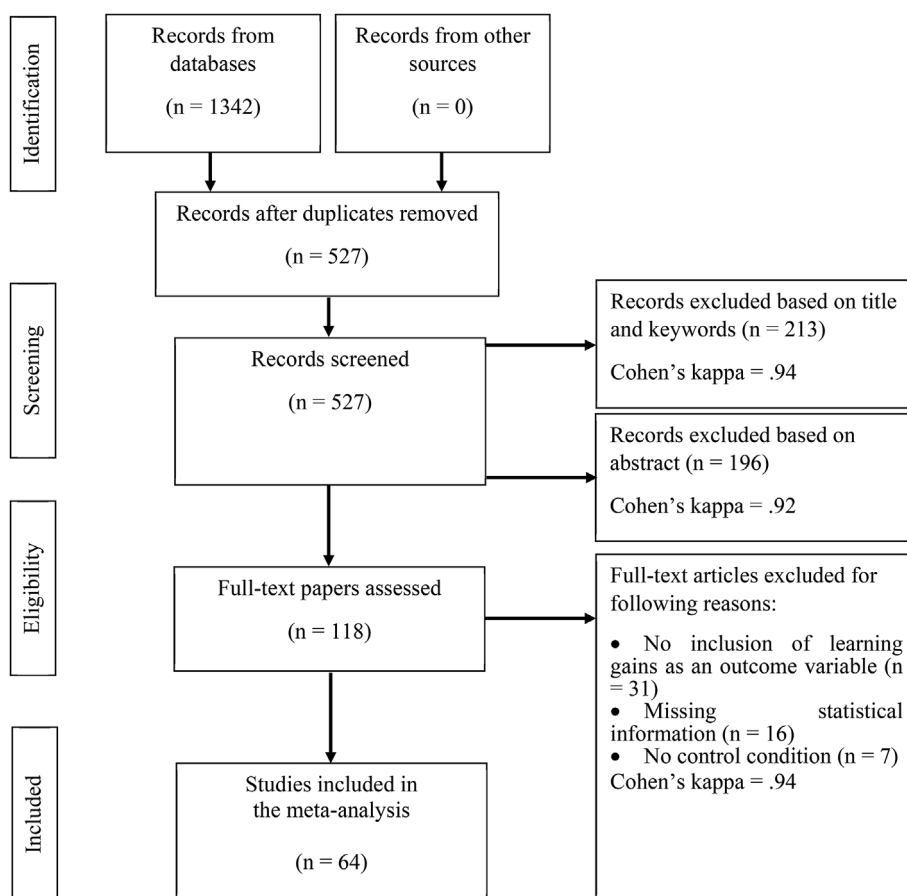 Identification
Records from
databases
(n = 1342)
Records from other
sources
(n = 0)
Records after duplicates removed
(n = 527)
Screening
Records screened
(n = 527)
Records excluded based on title
and keywords (n = 213)
Cohen’s kappa = .94
Records excluded based on
abstract (n = 196)
Cohen’s kappa = .92
Eligibility
Full-text papers assessed
(n = 118)
Full-text articles excluded for
following reasons:
• No inclusion of learning
gains as an outcome variable (n
= 31)
• Missing statistical
information (n = 16)
• No control condition (n = 7)
Cohen’s kappa = .94
Included
Studies included in
the meta-analysis
(n = 64)